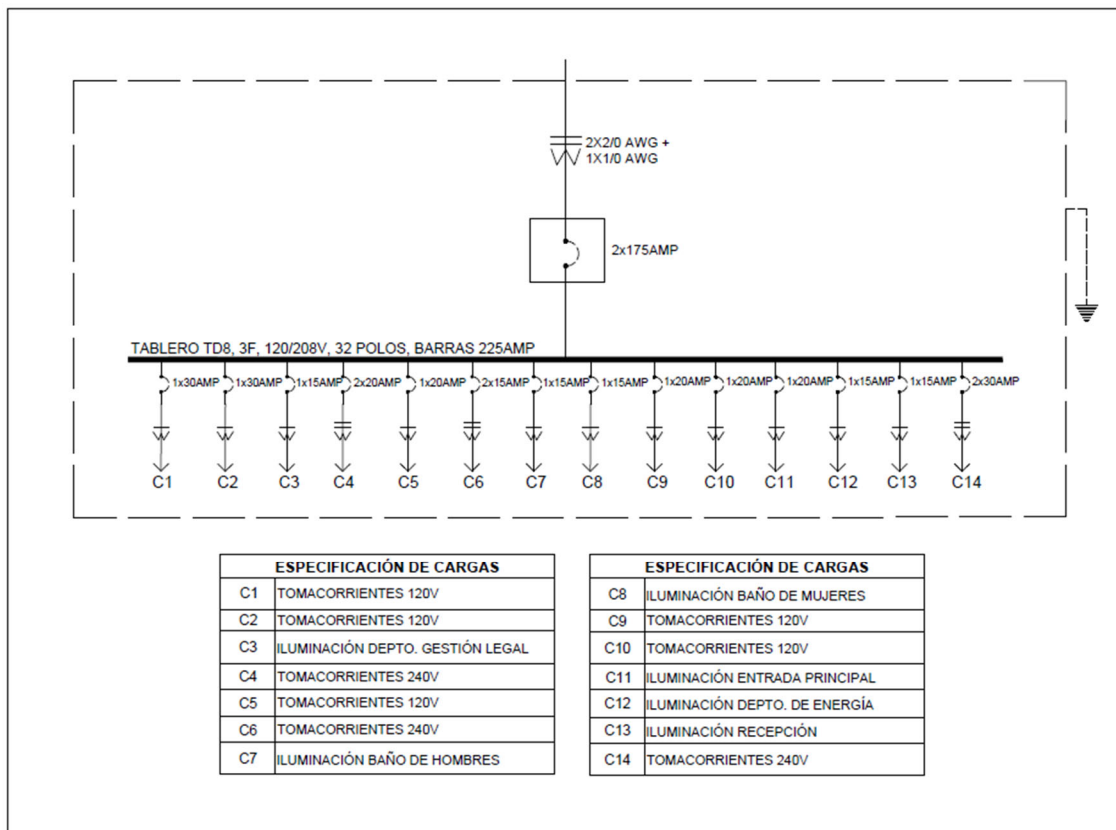 2X2/0 AWG +
1X1/0 AWG
2x175AMP
TABLERO TD8, 3F, 120/208V, 32 POLOS, BARRAS 225AMP
1x30AMP 1x30AMP 1x15AMP 2x20AMP 1x20AMP 2x15AMP 1x15AMP 1x15AMP 1x20AMP 1x20AMP 1x20AMP 1x15AMP 1x15AMP 2x30AMP
C1 C2 C3 C4 C5 C6 C7 C8 C9 C10 C11 C12 C13 C14
ESPECIFICACIÓN DE CARGAS
C1 TOMACORRIENTES 120V
C2 TOMACORRIENTES 120V
C3 ILUMINACIÓN DEPTO. GESTIÓN LEGAL
C4 TOMACORRIENTES 240V
C5 TOMACORRIENTES 120V
C6 TOMACORRIENTES 240V
C7 ILUMINACIÓN BAÑO DE HOMBRES
ESPECIFICACIÓN DE CARGAS
C8 ILUMINACIÓN BAÑO DE MUJERES
C9 TOMACORRIENTES 120V
C10 TOMACORRIENTES 120V
C11 ILUMINACIÓN ENTRADA PRINCIPAL
C12 ILUMINACIÓN DEPTO. DE ENERGÍA
C13 ILUMINACIÓN RECEPCIÓN
C14 TOMACORRIENTES 240V